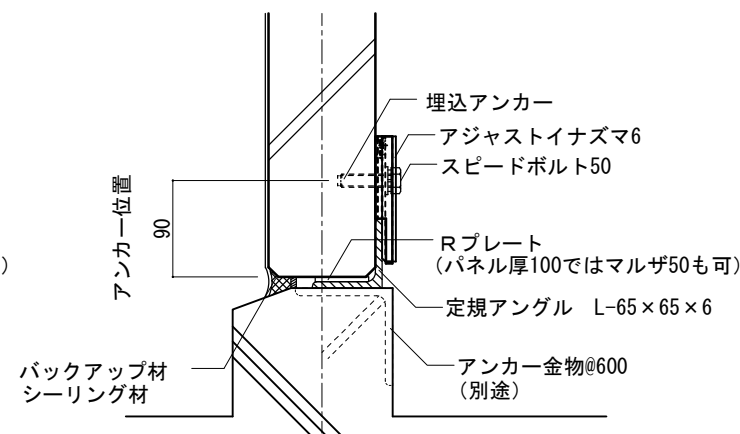 埋込アンカー
アジャストイナズマ6
スピードボルト50
アンカー位置
90
Rプレート
(パネル厚100ではマルザ50も可)
)
定規アングル L-65×65×6
アンカー金物@600
(別途)
バックアップ材
シーリング材